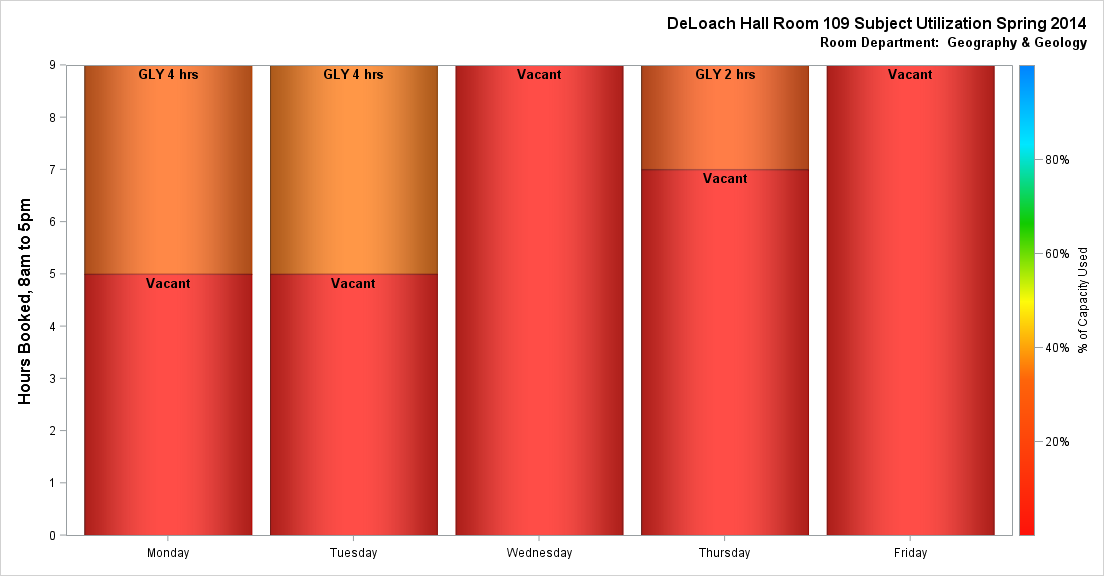 DeLoach Hall Room 109 Subject Utilization Spring 2014
Room Department: Geography & Geology
Hours Booked, 8am to 5pm
9
8
7
6
5
4
3
2
1
0
GLY 4 hrs
Vacant
GLY 4 hrs
Vacant
Vacant
GLY 2 hrs
Vacant
Vacant
Monday
Tuesday
Wednesday
Thursday
Friday
80%
60%
40%
20%
% of Capacity Used